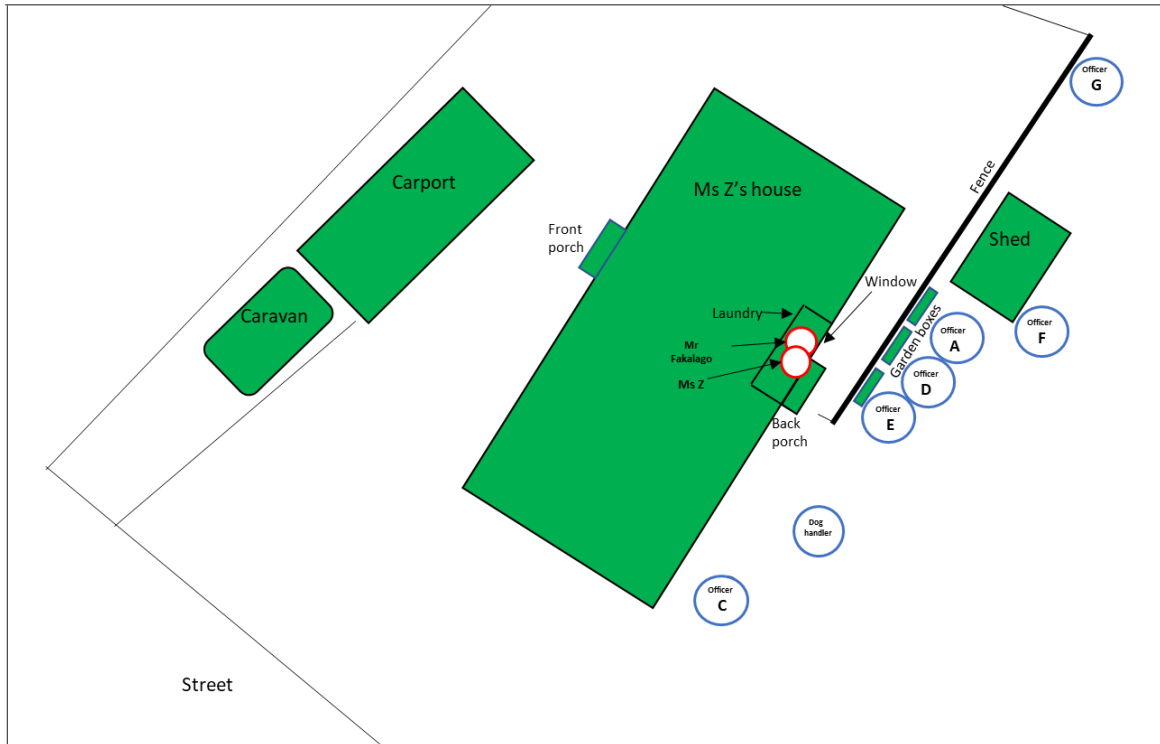 Officer
G
Carport
Ms Z's house
Fence
Front
porch
Shed
Window
Caravan
Laundry
Garden boxes
Officer
A
Officer
F
Mr
Fakalago
Ms Z
Officer
D
Officer
E
Back
porch
Dog
handler
Officer
C
Street